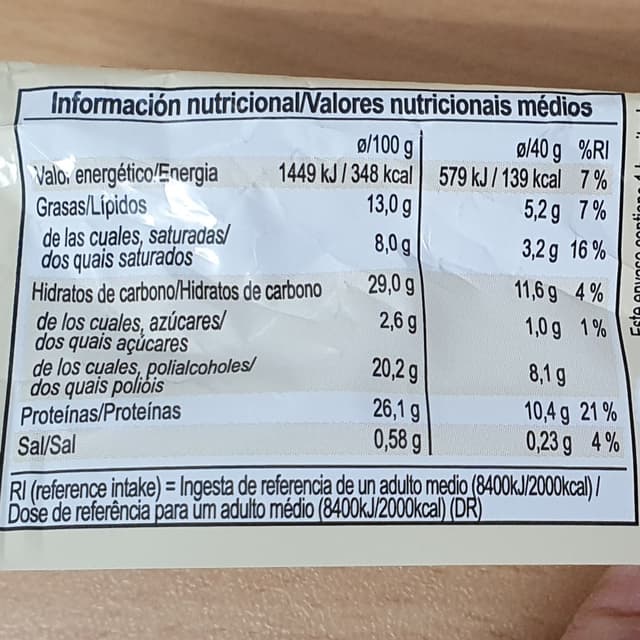 Información nutricional/Valores nutricionais médios
ø/100 g ø/40 g %RI
Valor energético/Energia 1449 kJ / 348 kcal 579 kJ / 139 kcal 7 %
Grasas/Lípidos 13,0 g 5,2 g 7 %
de las cuales, saturadas/
dos quais saturados 8,0 g 3,2 g 16 %
Hidratos de carbono/Hidratos de carbono 29,0 g 11,6 g 4 %
de los cuales, azúcares/
dos quais açúcares 2,6 g 1,0 g 1 %
de los cuales, polialcoholes/
dos quais polióis 20,2 g 8,1 g
Proteínas/Proteínas 26,1 g 10,4 g 21 %
Sal/Sal 0,58 g 0,23 g 4 %
RI (reference intake) = Ingesta de referencia de un adulto medio (8400kJ/2000kcal) /
Dose de referência para um adulto médio (8400kJ/2000kcal) (DR)